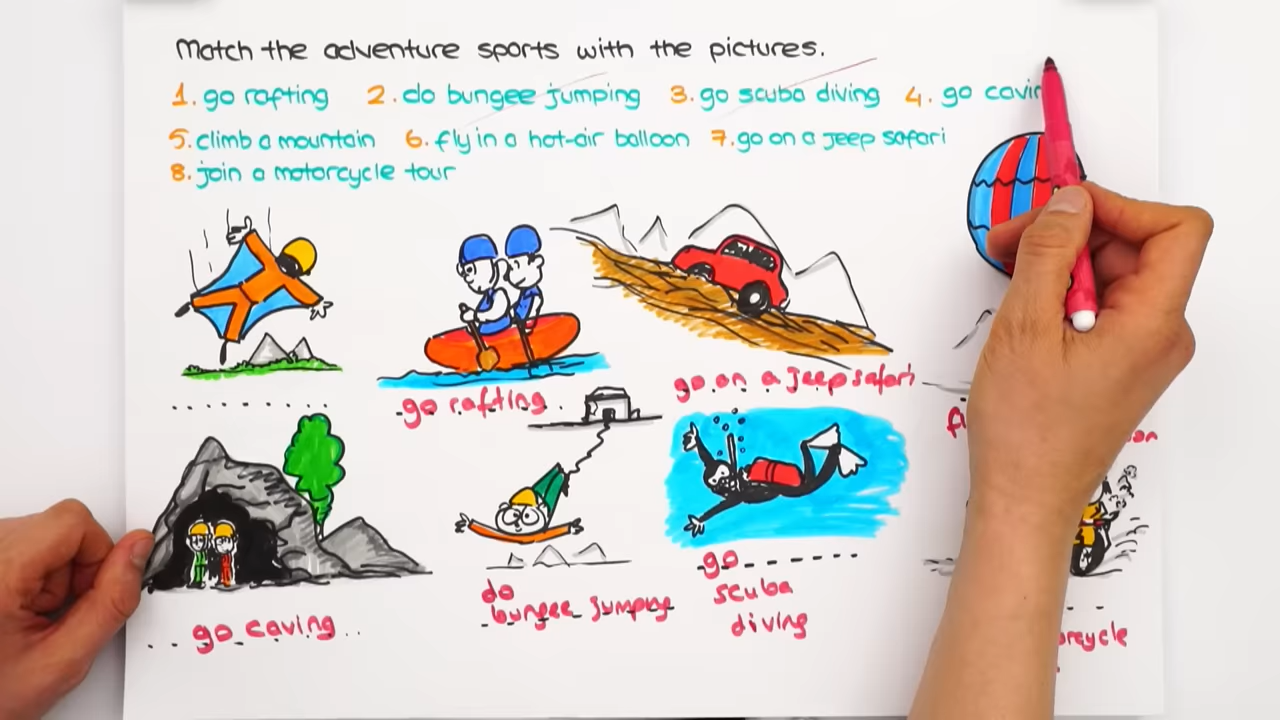 Match the adventure sports with the pictures.
1. go rafting 2. do bungee jumping 3. go scuba diving 4. go
5. climb a mountain 6. fly in a hot-air balloon 7. go on a jeep safari
8. join a motorcycle tour
go rafting
go on a jeep safari
go caving
do
bungee jumping
go
scuba
diving